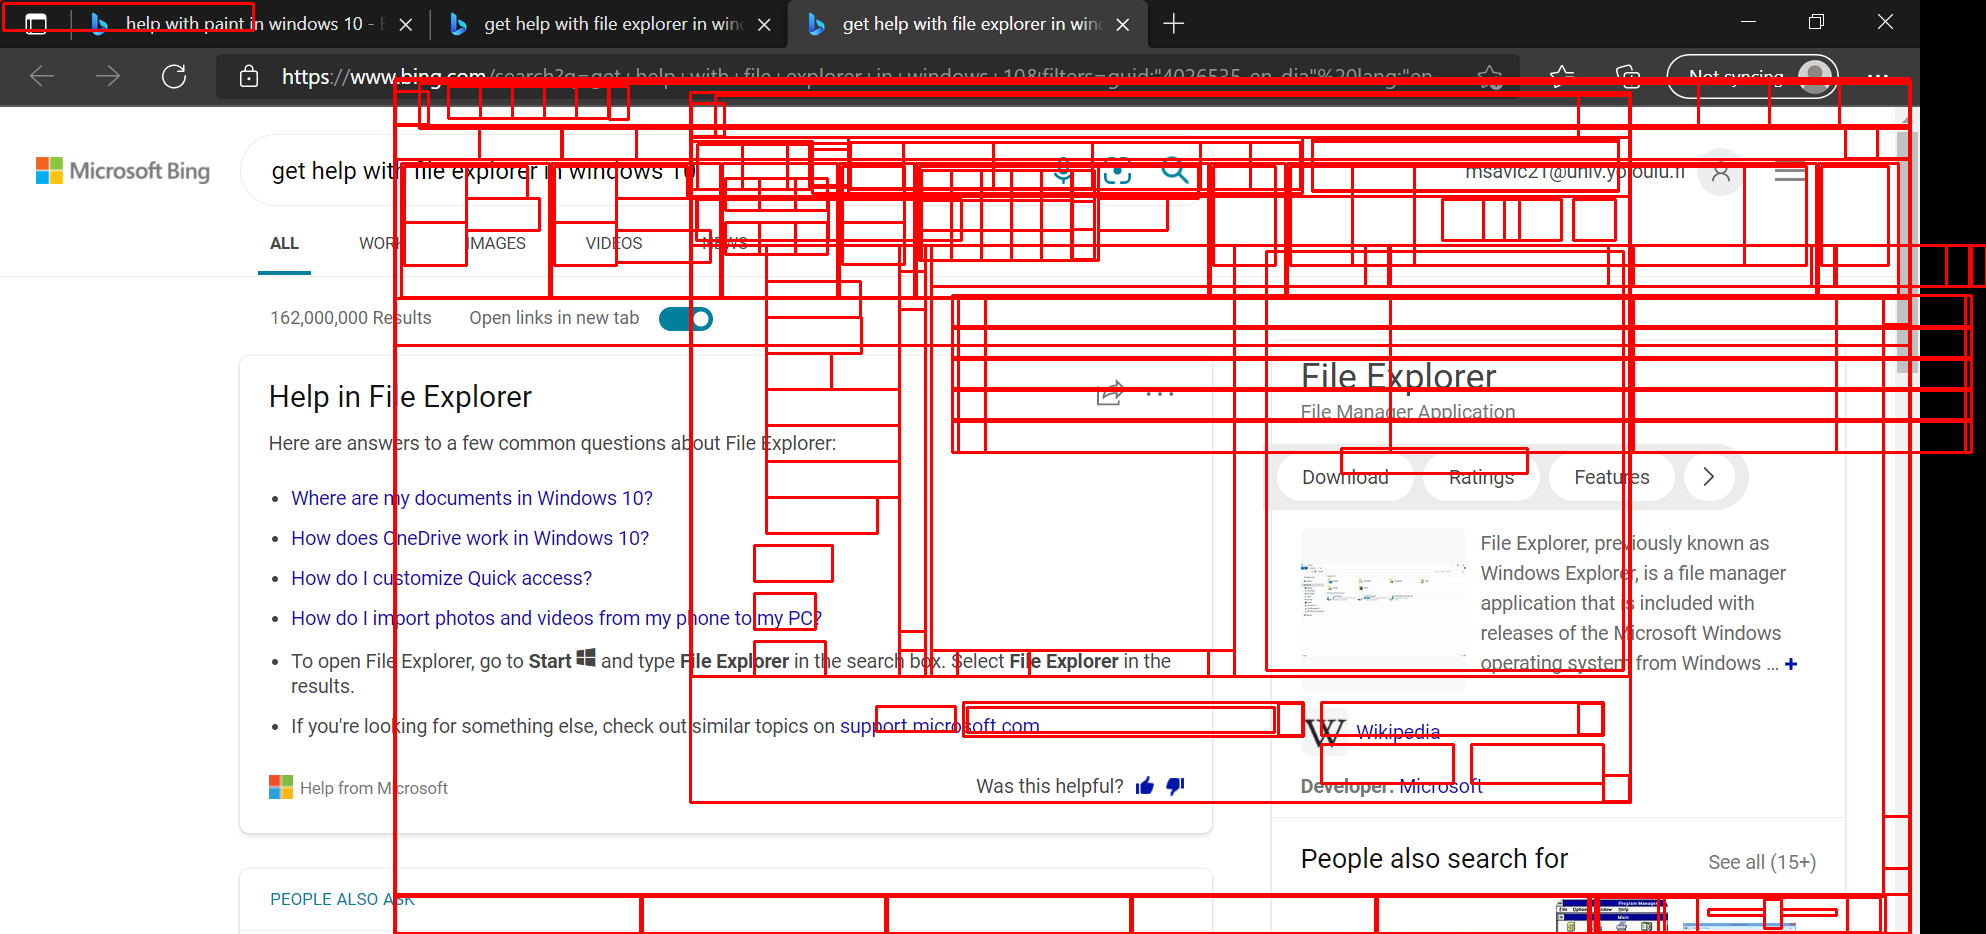 help with paint in windows 10 -
get help with file explorer in win
get help with file explorer in win
https://www.bing.com/search?q=get+help+with+file+explorer+in+windows+10&filters=guid:"4026535-en-dia"%20lang:"en
Not syncing
Microsoft Bing
get help with file explorer in windows 10
msavic21@univ.yo.oulu.fi
ALL WORK IMAGES VIDEOS NEWS
162,000,000 Results Open links in new tab
Help in File Explorer
Here are answers to a few common questions about File Explorer:
• Where are my documents in Windows 10?
• How does OneDrive work in Windows 10?
• How do I customize Quick access?
• How do I import photos and videos from my phone to my PC?
• To open File Explorer, go to Start and type File Explorer in the search box. Select File Explorer in the
results.
• If you're looking for something else, check out similar topics on support.microsoft.com
Help from Microsoft
Was this helpful?
PEOPLE ALSO ASK
File Explorer
File Manager Application
Download Ratings Features
File Explorer, previously known as
Windows Explorer, is a file manager
application that is included with
releases of the Microsoft Windows
operating system from Windows ... +
Wikipedia
Developer: Microsoft
People also search for
See all (15+)
Program Manager
File Options Window Help
Main